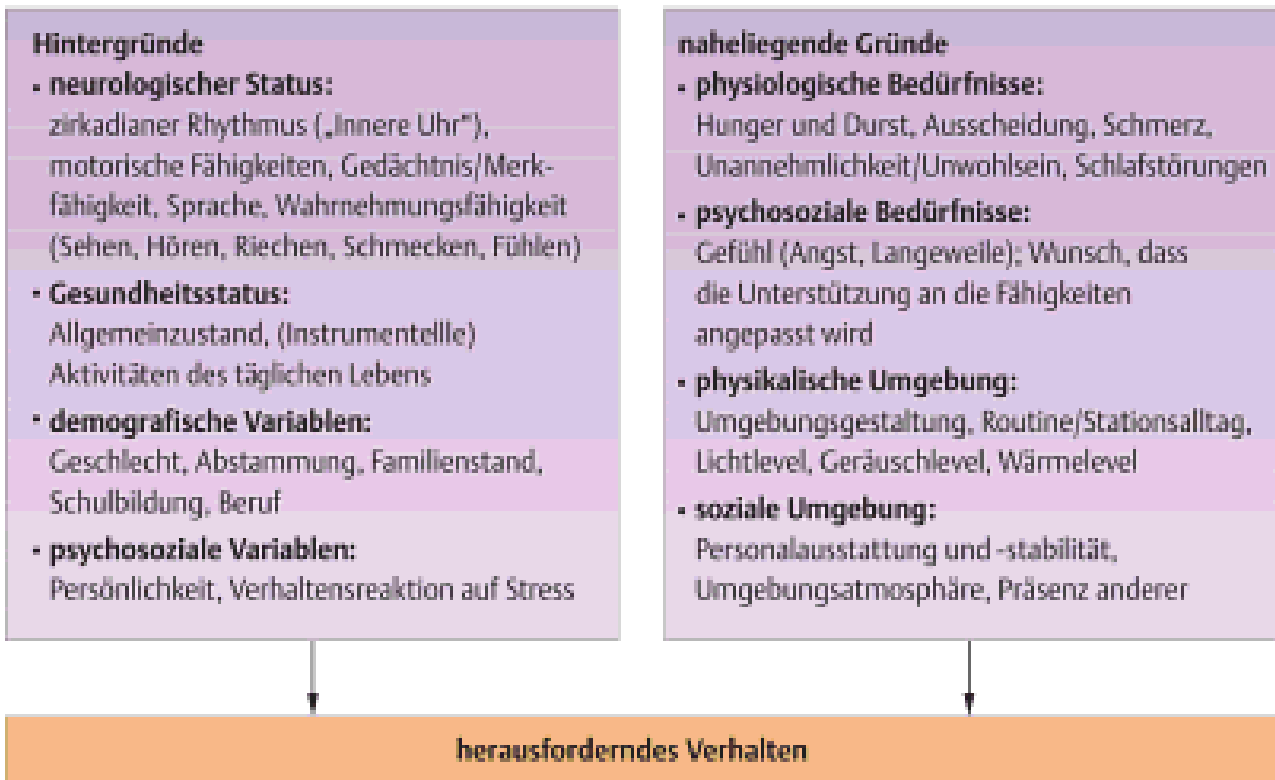 Hintergründe
▪ neurologischer Status:
zirkadianer Rhythmus („Innere Uhr“),
motorische Fähigkeiten, Gedächtnis/Merk-
fähigkeit, Sprache, Wahrnehmungsfähigkeit
(Sehen, Hören, Riechen, Schmecken, Fühlen)
▪ Gesundheitsstatus:
Allgemeinzustand, (Instrumentellle)
Aktivitäten des täglichen Lebens
▪ demografische Variablen:
Geschlecht, Abstammung, Familienstand,
Schulbildung, Beruf
▪ psychosoziale Variablen:
Persönlichkeit, Verhaltensreaktion auf Stress
naheliegende Gründe
▪ physiologische Bedürfnisse:
Hunger und Durst, Ausscheidung, Schmerz,
Unannehmlichkeit/Unwohlsein, Schlafstörungen
▪ psychosoziale Bedürfnisse:
Gefühl (Angst, Langeweile); Wunsch, dass
die Unterstützung an die Fähigkeiten
angepasst wird
▪ physikalische Umgebung:
Umgebungsgestaltung, Routine/Stationsalltag,
Lichtlevel, Geräuschlevel, Wärmelevel
▪ soziale Umgebung:
Personalausstattung und -stabilität,
Umgebungsatmosphäre, Präsenz anderer
herausforderndes Verhalten